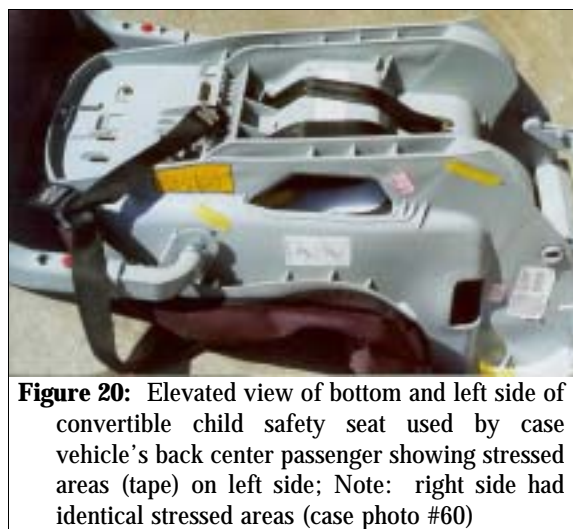 Figure 20: Elevated view of bottom and left side of
convertible child safety seat used by case
vehicle's back center passenger showing stressed
areas (tape) on left side; Note: right side had
identical stressed areas (case photo #60)